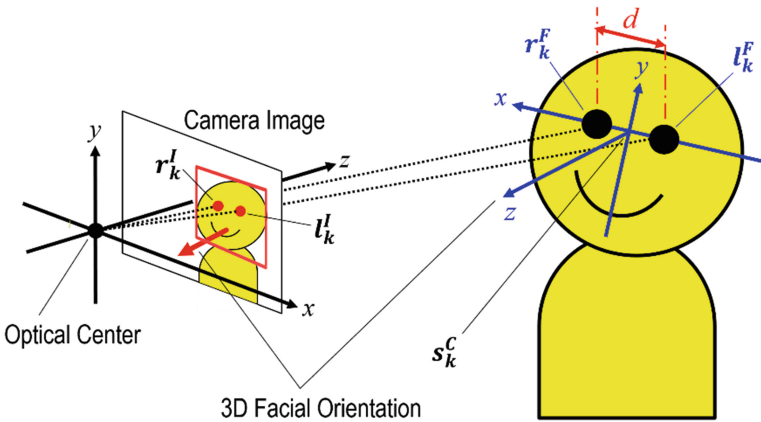 d
r_k^F
l_k^F
y
x
Camera Image
y
z
r_k^I
z
l_k^I
x
Optical Center
s_k^C
3D Facial Orientation